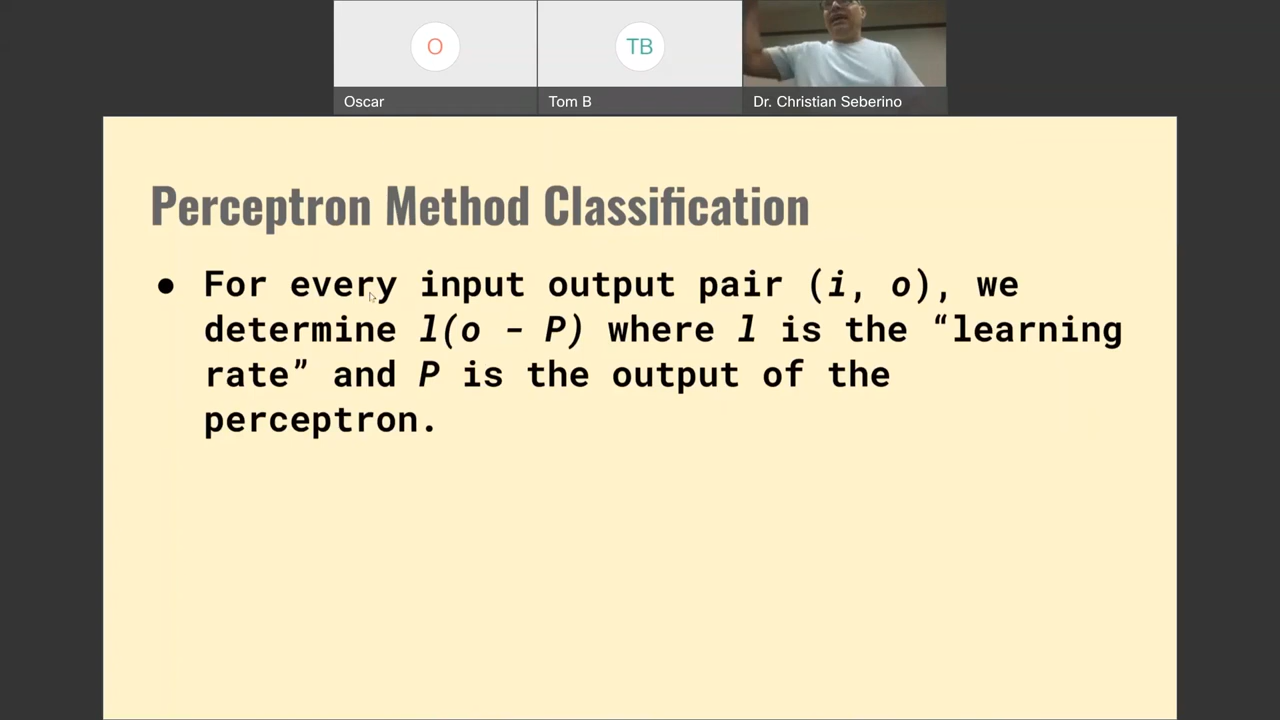 O
TB
Oscar
Tom B
Dr. Christian Seberino
Perceptron Method Classification
● For every input output pair (i, o), we
determine l(o - P) where l is the “learning
rate” and P is the output of the
perceptron.